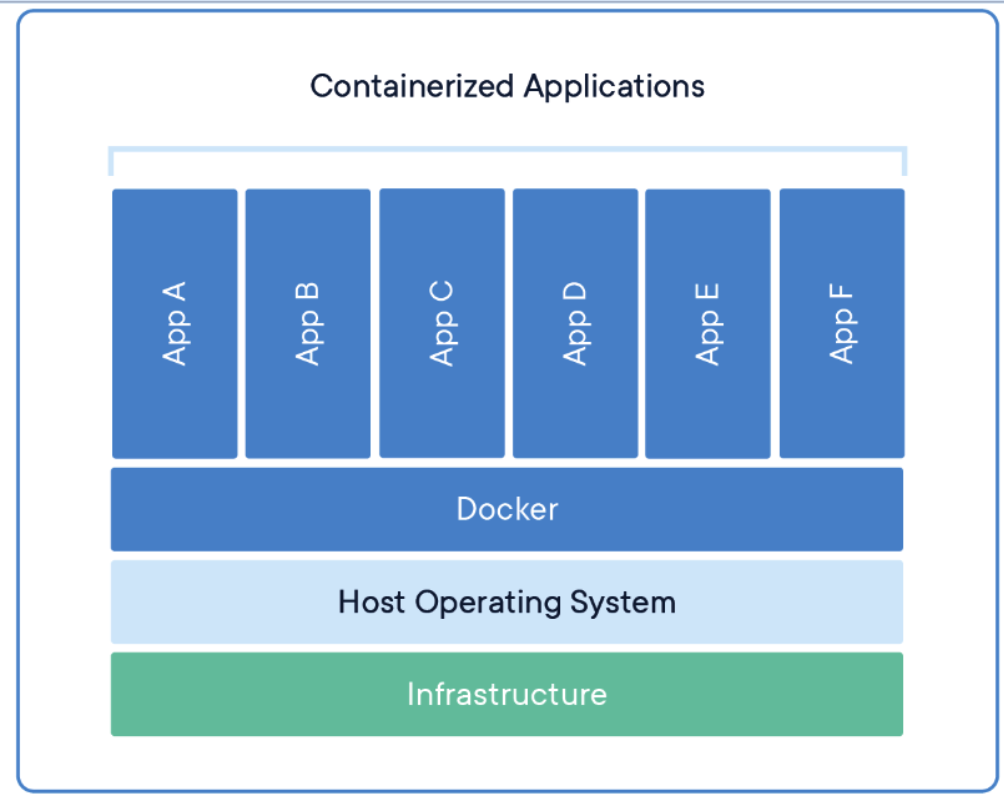 Containerized Applications
App A
App B
App C
App D
App E
App F
Docker
Host Operating System
Infrastructure